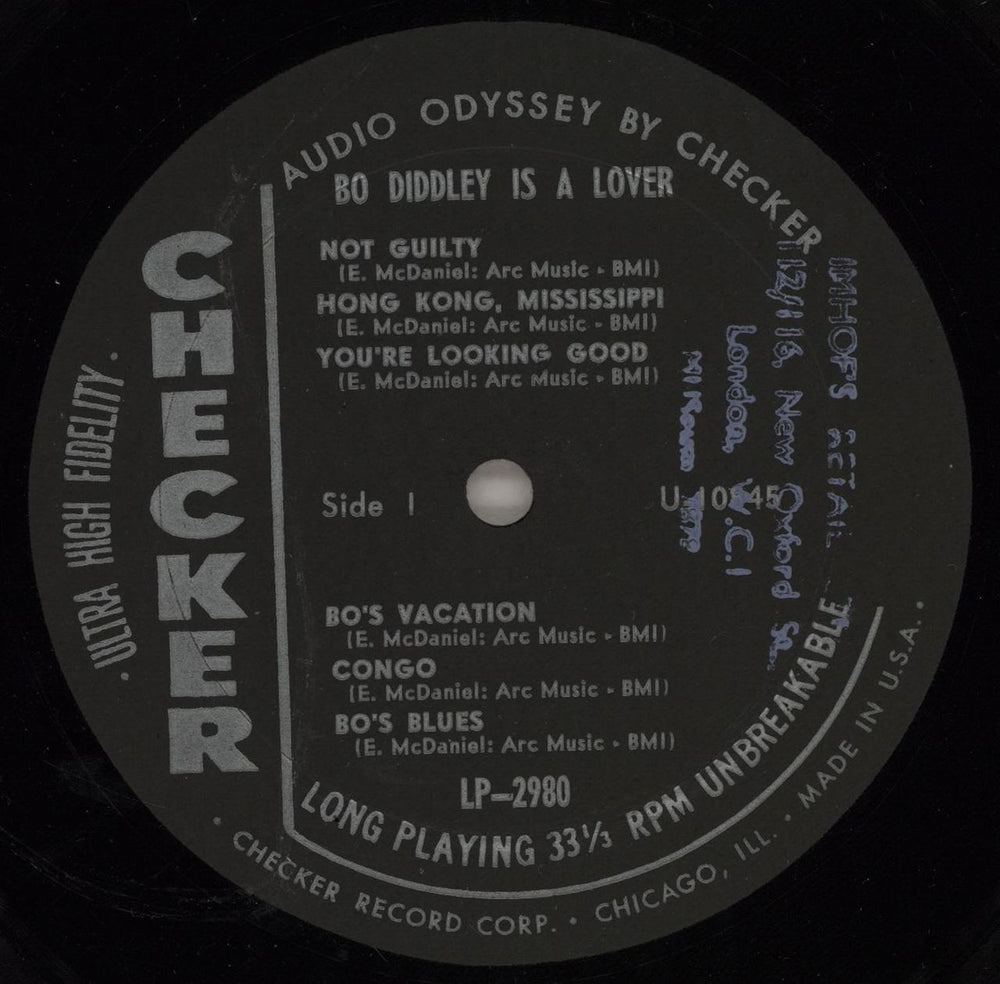 AUDIO ODYSSEY BY CHECKER
BO DIDDLEY IS A LOVER
NOT GUILTY
(E. McDaniel: Arc Music - BMI)
HONG KONG, MISSISSIPPI
(E. McDaniel: Arc Music - BMI)
YOU'RE LOOKING GOOD
(E. McDaniel: Arc Music - BMI)
CHECKER
. ULTRA HIGH FIDELITY .
Side 1
BO'S VACATION
(E. McDaniel: Arc Music - BMI)
CONGO
(E. McDaniel: Arc Music - BMI)
BO'S BLUES
(E. McDaniel: Arc Music - BMI)
LP-2980
LONG PLAYING 33⅓ RPM UNBREAKABLE
• CHECKER RECORD CORP. • CHICAGO, ILL. • MADE IN U.S.A. •
IMHOFS RETAIL
112/116, New Oxford
London, W.C.1